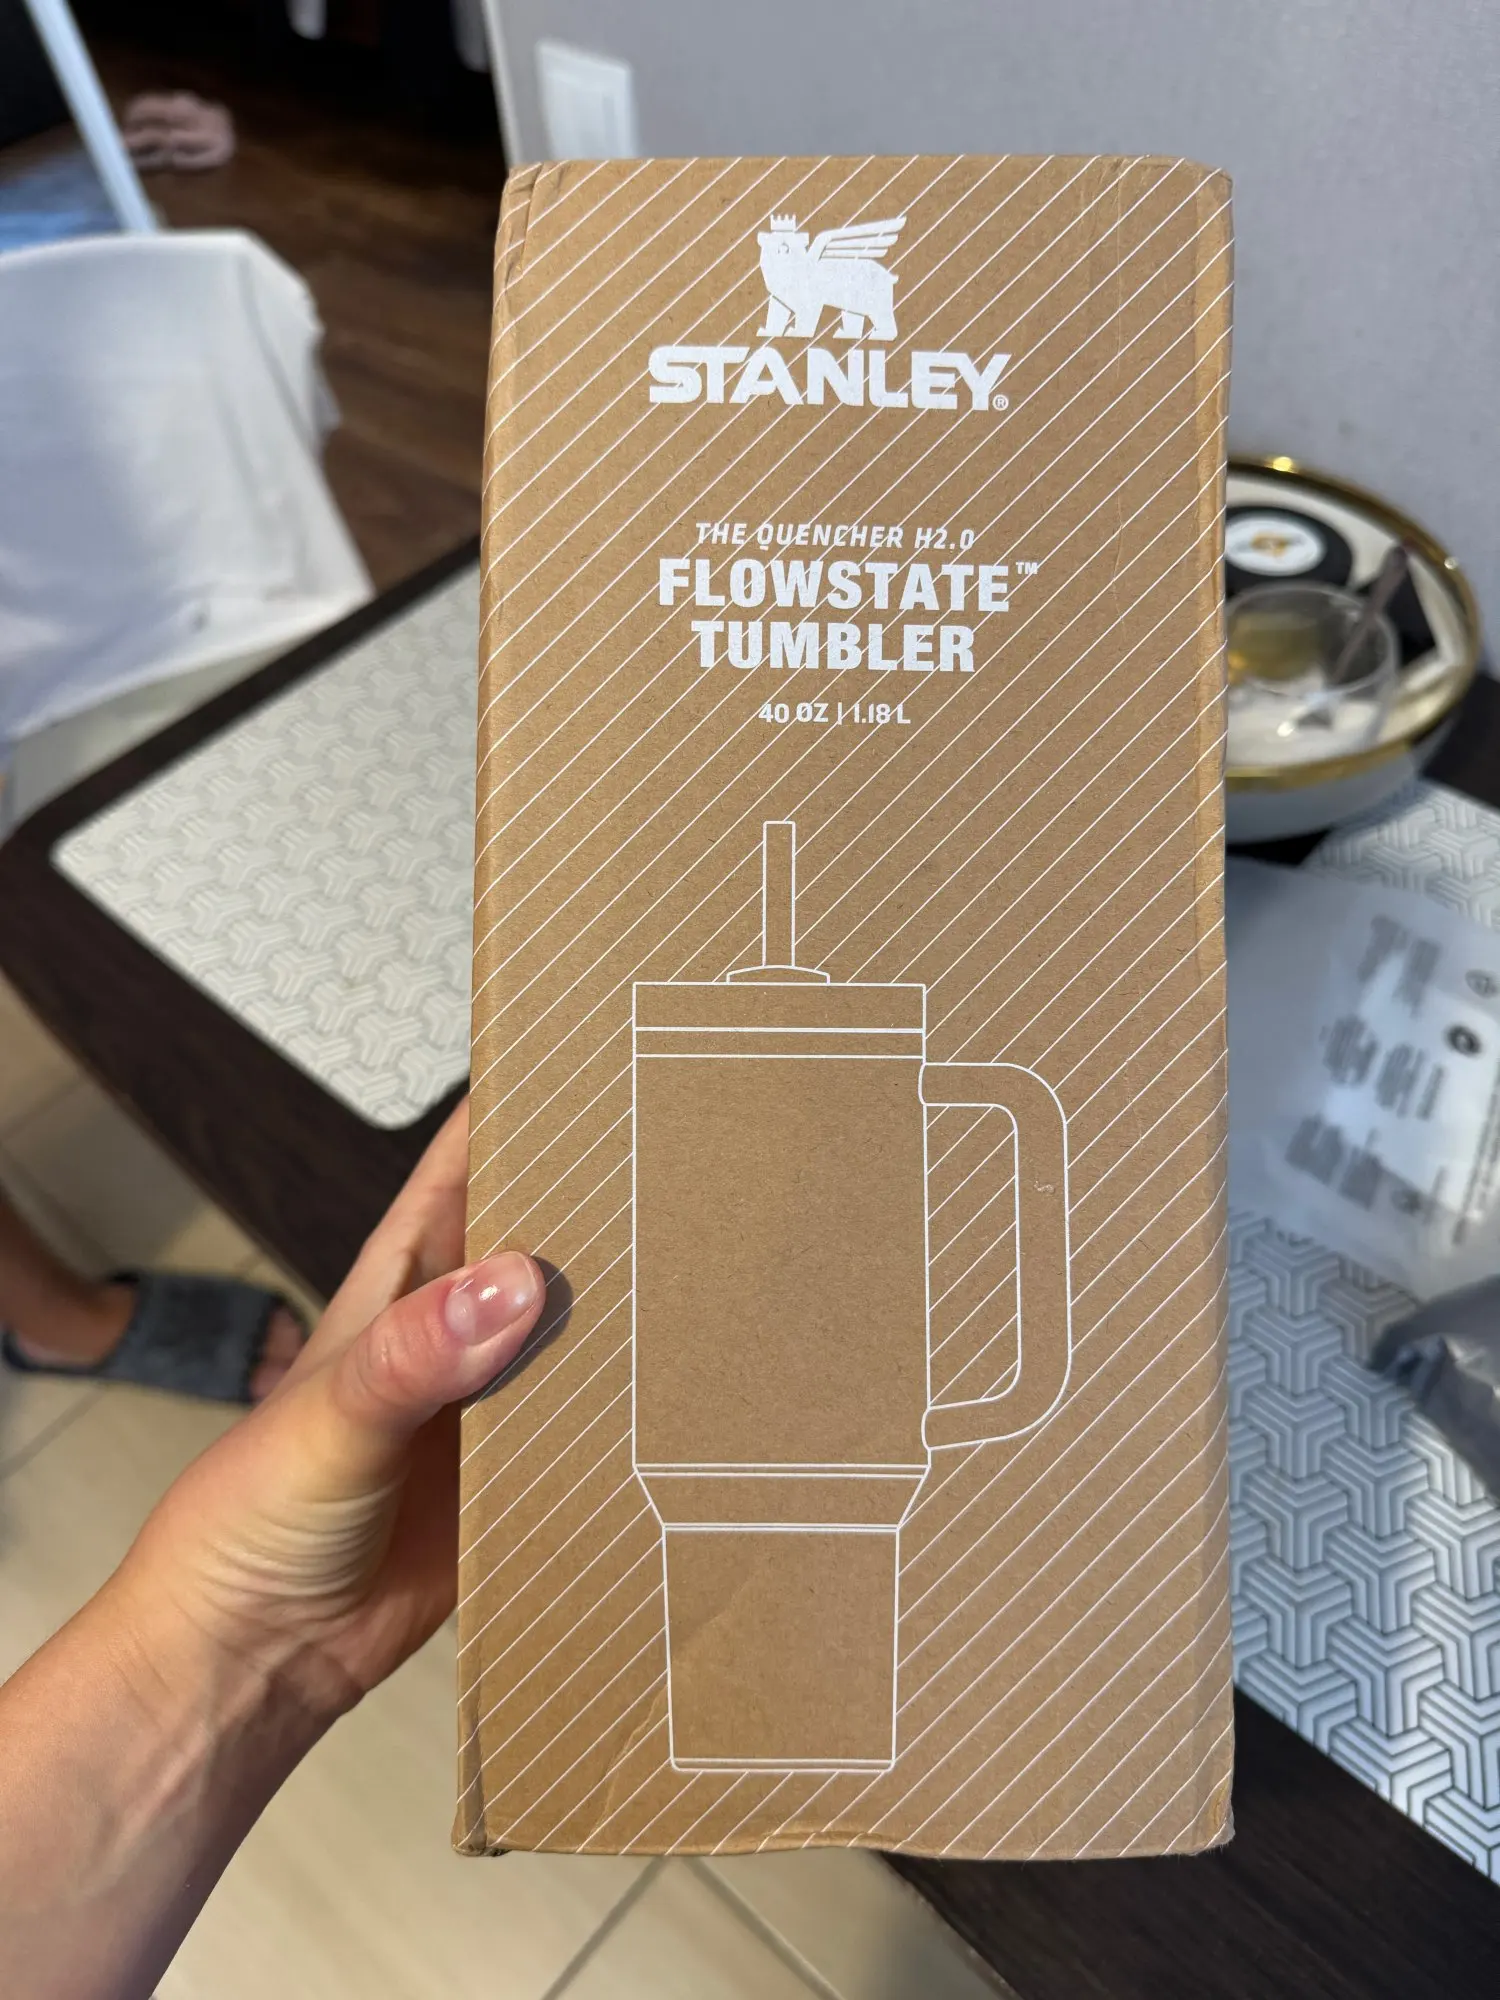 STANLEY®
THE QUENCHER H2.0
FLOWSTATE™
TUMBLER
40 OZ | 1.18 L